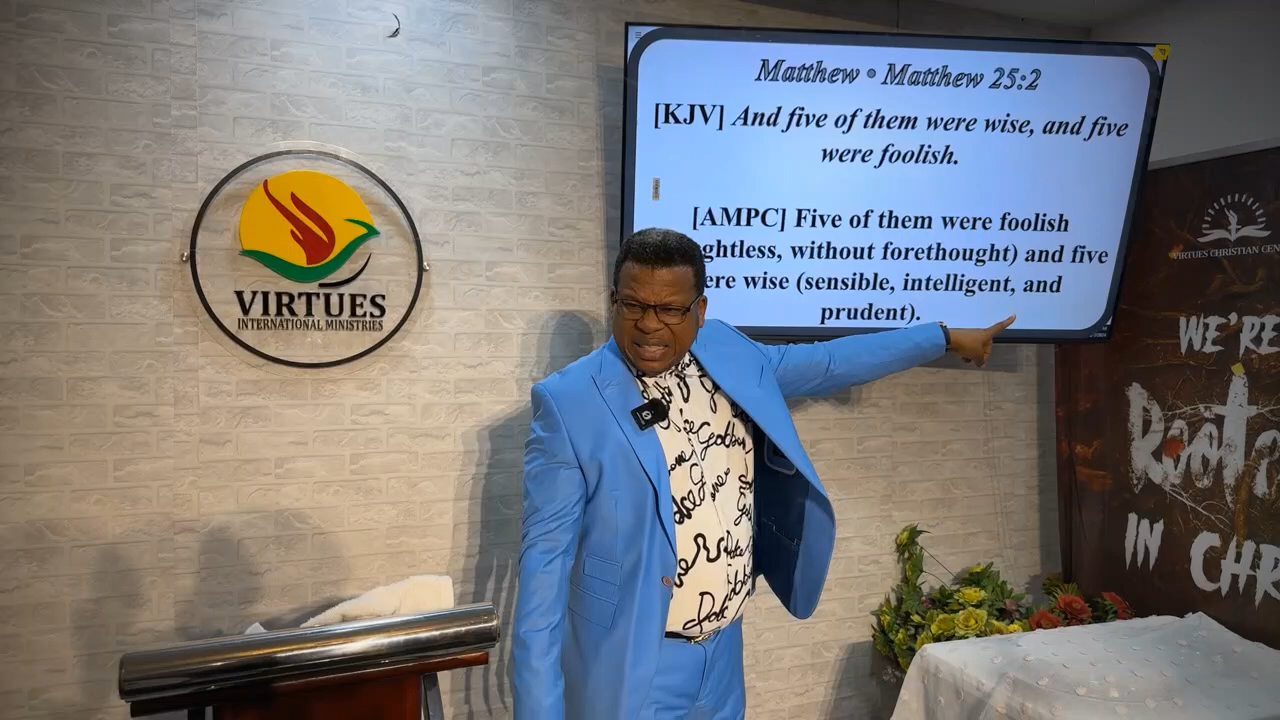 Matthew • Matthew 25:2
[KJV] And five of them were wise, and five
were foolish.
[AMPC] Five of them were foolish
ghtless, without forethought) and five
ere wise (sensible, intelligent, and
prudent).
VIRTUES
INTERNATIONAL MINISTRIES
VIRTUES CHRISTIAN CEN
WE'RE
Roote
IN CHR